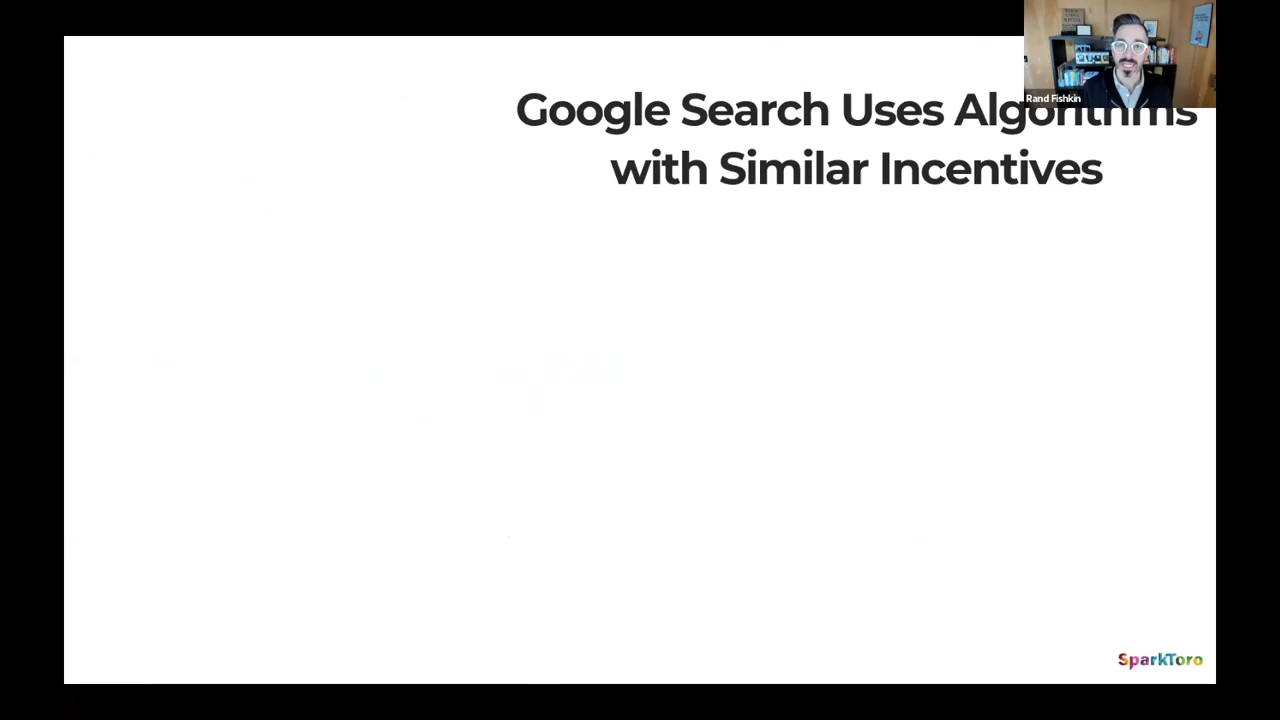 Google Search Uses Algorithms
with Similar Incentives
Rand Fishkin
SparkToro